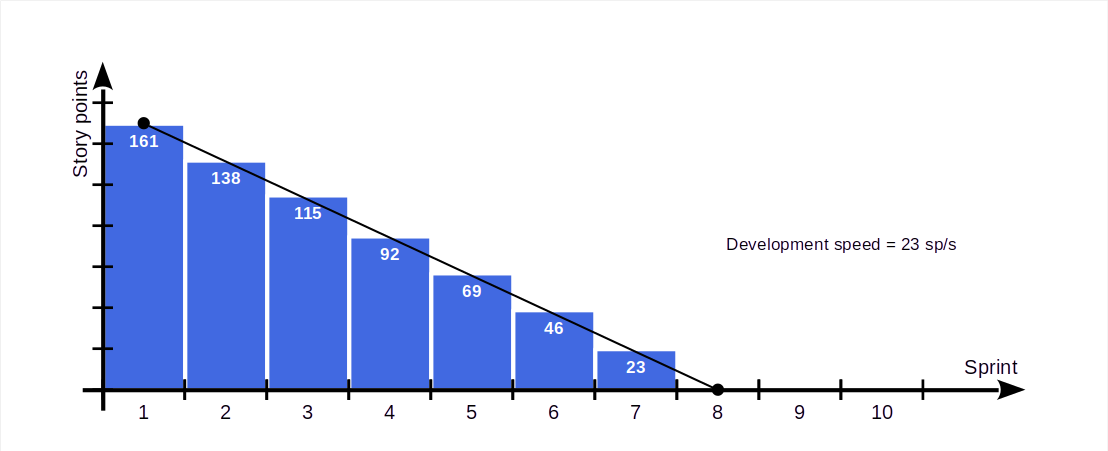 Story points
161
138
115
92
69
46
23
Development speed = 23 sp/s
Sprint
1 2 3 4 5 6 7 8 9 10